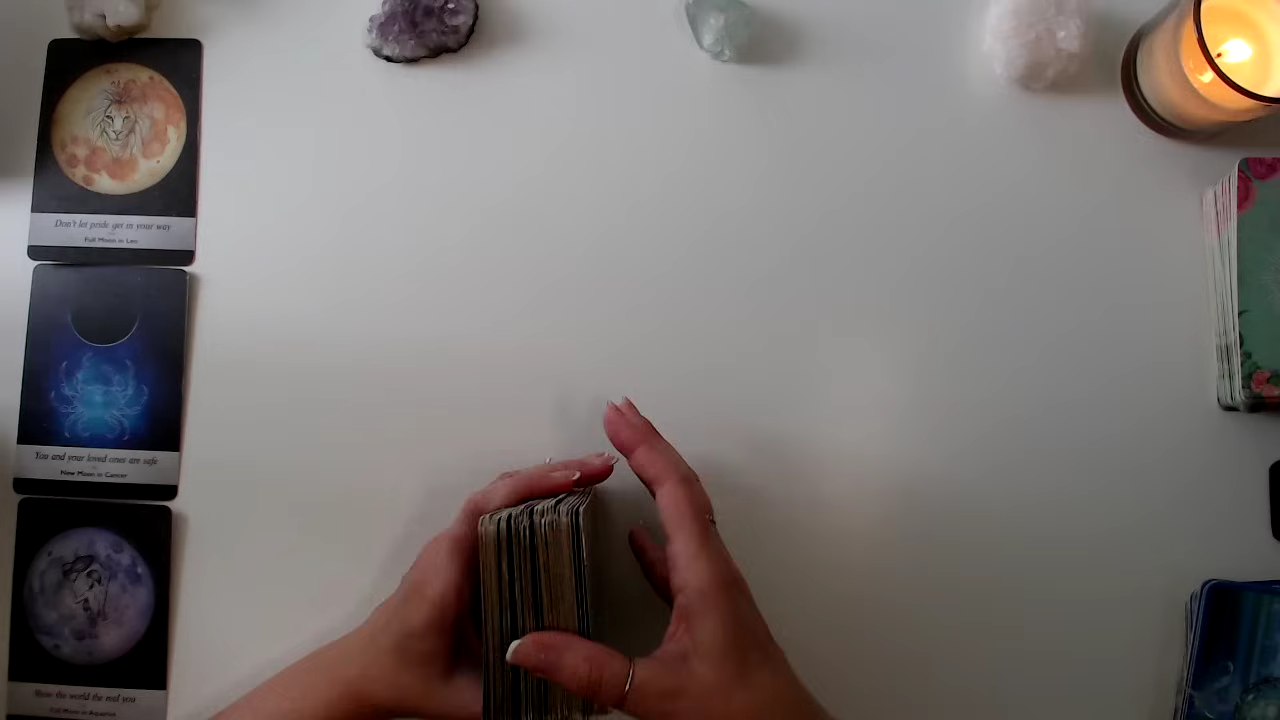 Don't let pride get in your way
Full Moon in Leo
You and your loved ones are safe
New Moon in Cancer
Show the world the real you
Full Moon in Aquarius